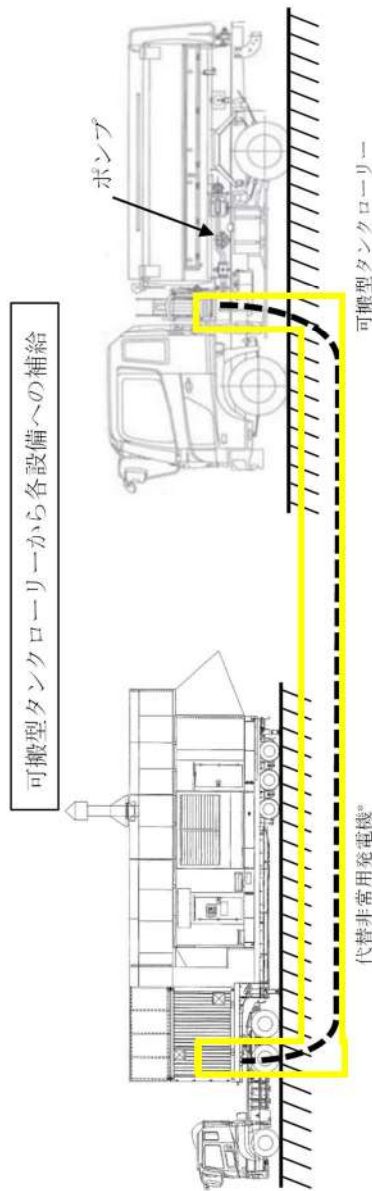 可搬型タンクローリーから各設備への補給
ポンプ
代替非常用発電機※
可搬型タンクローリー